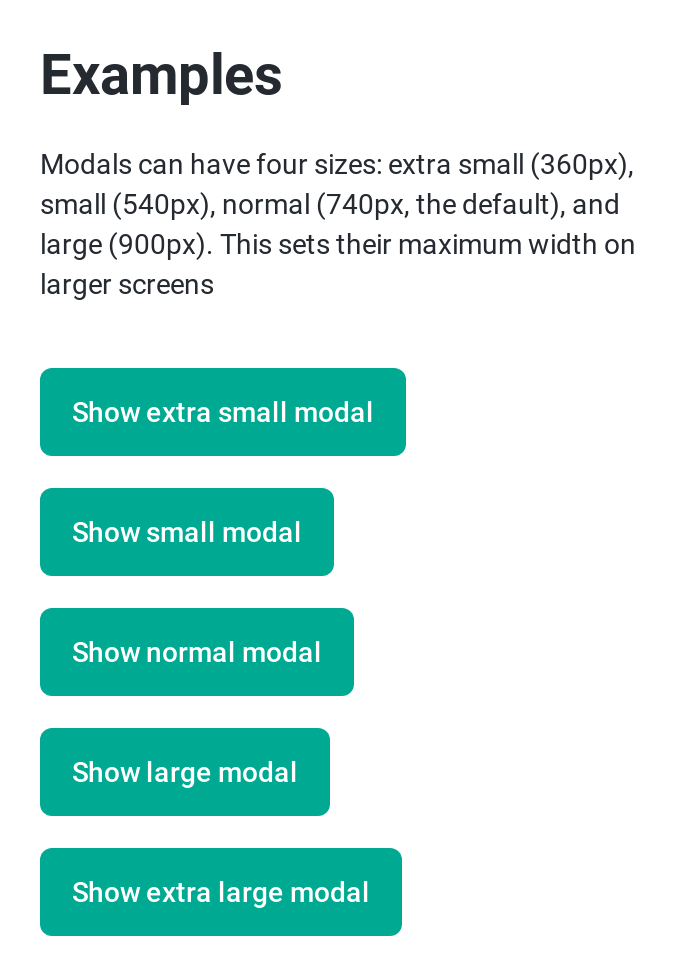 Examples
Modals can have four sizes: extra small (360px),
small (540px), normal (740px, the default), and
large (900px). This sets their maximum width on
larger screens
Show extra small modal
Show small modal
Show normal modal
Show large modal
Show extra large modal